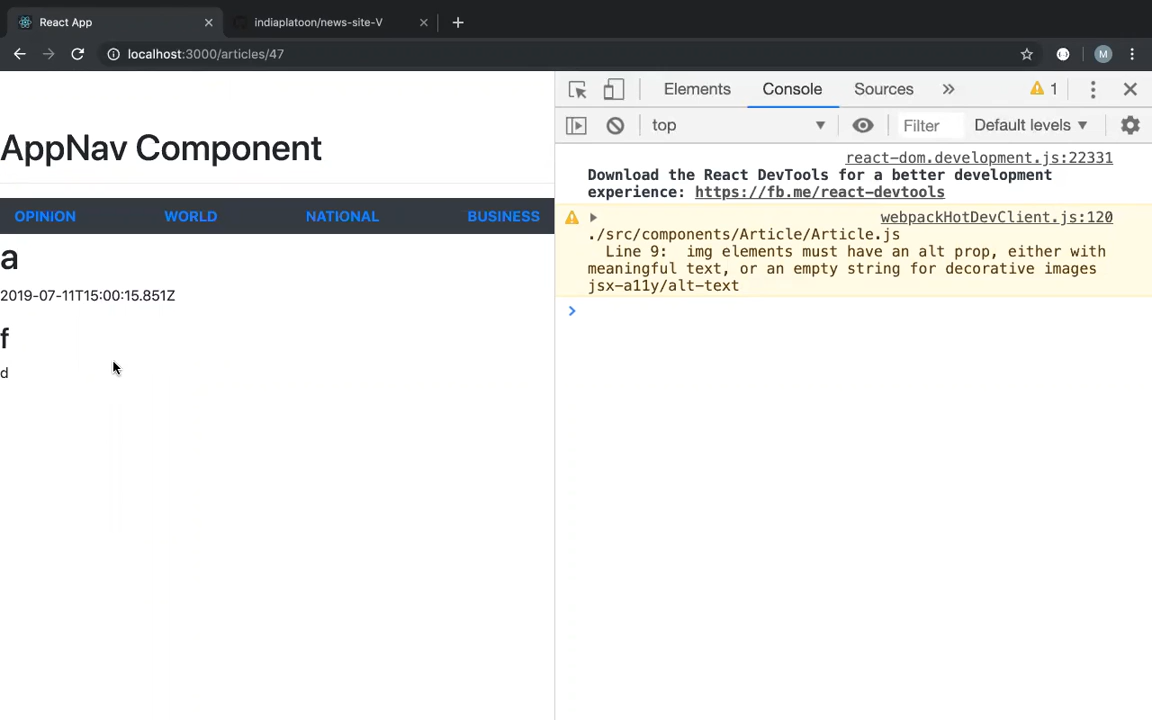 React App
indiaplatoon/news-site-V
localhost:3000/articles/47
M
Elements Console Sources » 1
top Filter Default levels
AppNav Component
OPINION WORLD NATIONAL BUSINESS
a
2019-07-11T15:00:15.851Z
f
d
react-dom.development.js:22331
Download the React DevTools for a better development
experience: https://fb.me/react-devtools
webpackHotDevClient.js:120
./src/components/Article/Article.js
Line 9: img elements must have an alt prop, either with
meaningful text, or an empty string for decorative images
jsx-a11y/alt-text